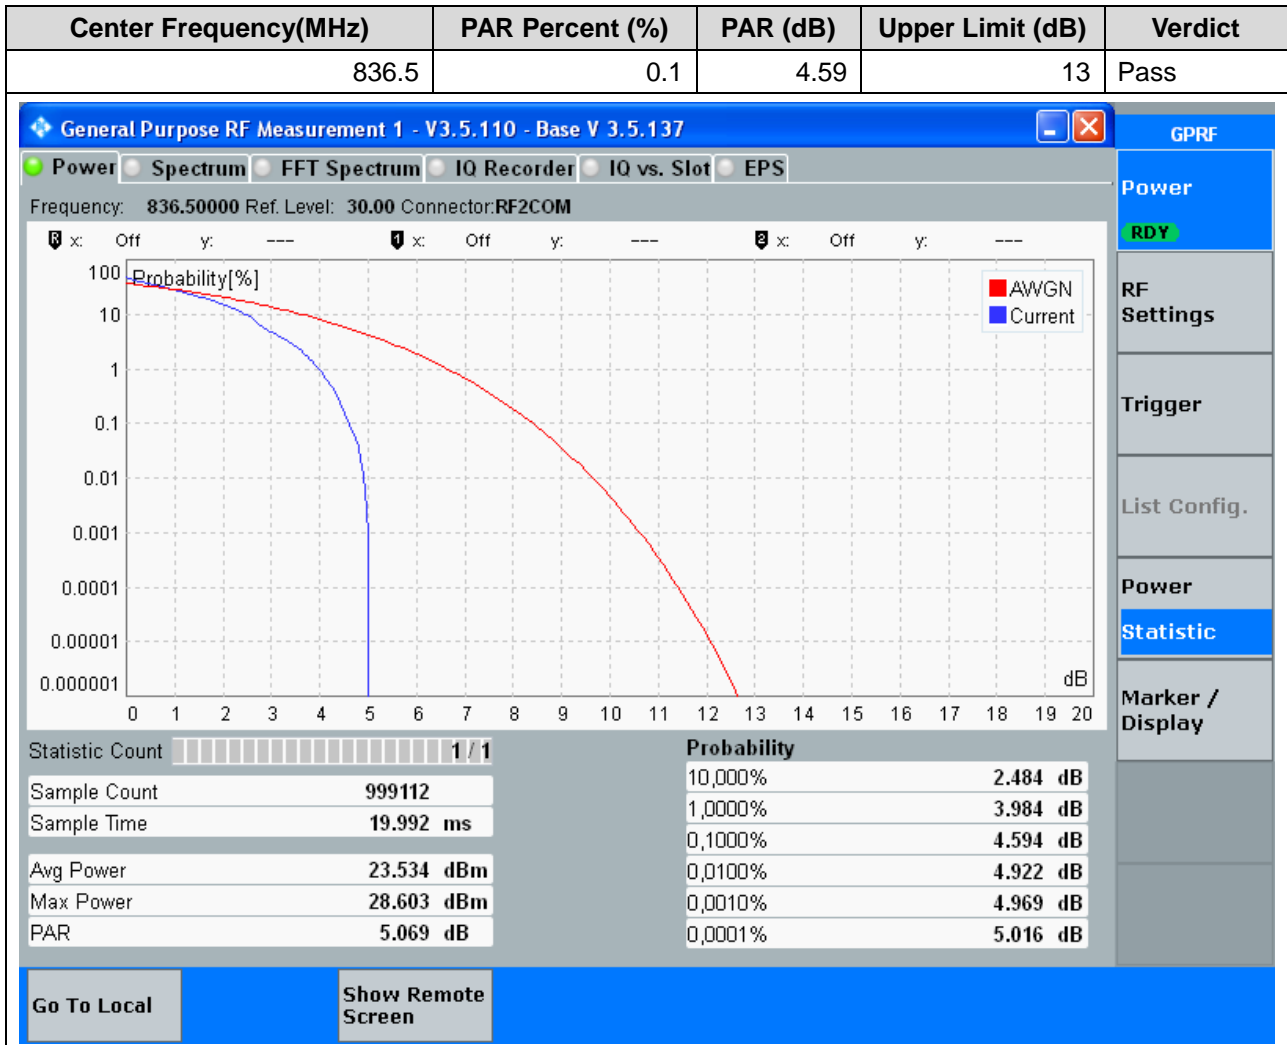 Center Frequency(MHz) PAR Percent (%) PAR (dB) Upper Limit (dB) Verdict
836.5 0.1 4.59 13 Pass
General Purpose RF Measurement 1 - V3.5.110 - Base V 3.5.137
GPRF
Power Spectrum FFT Spectrum IQ Recorder IQ vs. Slot EPS
Power
RDY
Frequency: 836.50000 Ref. Level: 30.00 Connector:RF2COM
R x: Off y: --- 1 x: Off y: --- 2 x: Off y: ---
Probability[%]
AWGN
Current
100
10
1
0.1
0.01
0.001
0.0001
0.00001
0.000001
dB
0 1 2 3 4 5 6 7 8 9 10 11 12 13 14 15 16 17 18 19 20
RF
Settings
Trigger
List Config.
Power
Statistic
Marker /
Display
Statistic Count 1 / 1
Sample Count 999112
Sample Time 19.992 ms
Avg Power 23.534 dBm
Max Power 28.603 dBm
PAR 5.069 dB
Probability
10,000% 2.484 dB
1,0000% 3.984 dB
0,1000% 4.594 dB
0,0100% 4.922 dB
0,0010% 4.969 dB
0,0001% 5.016 dB
Go To Local
Show Remote
Screen